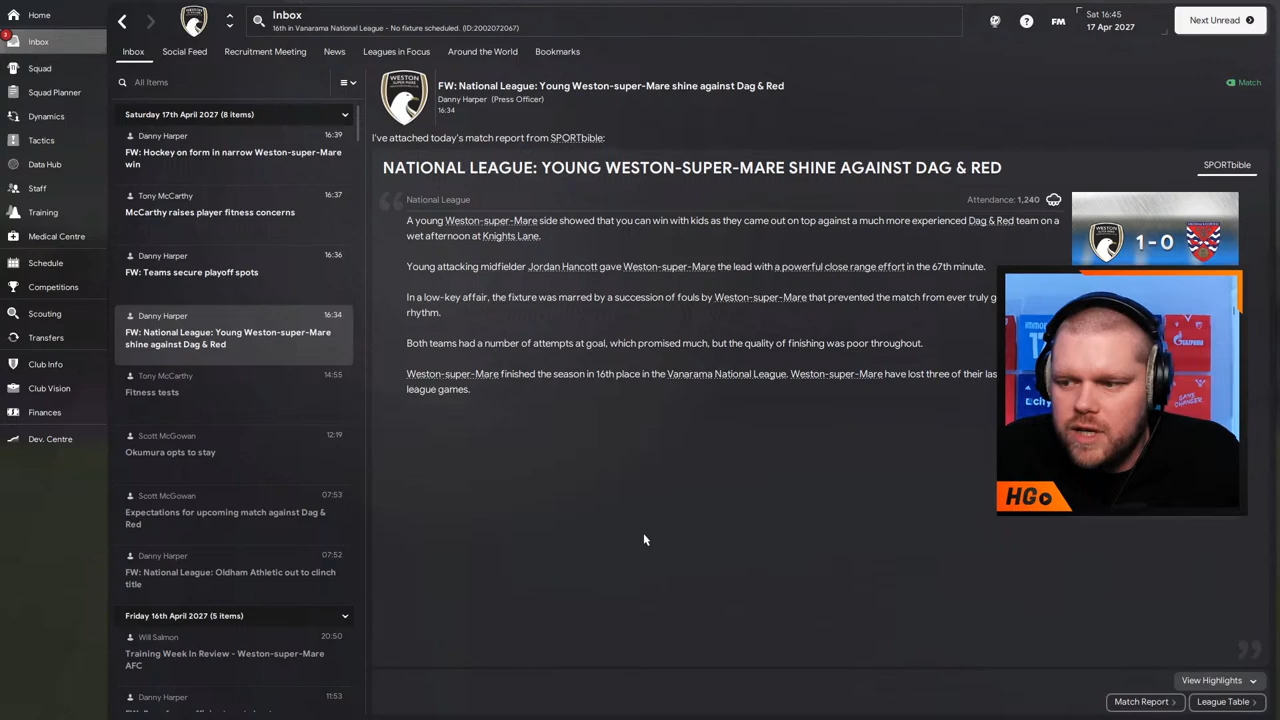 Home
3
Inbox
Squad
Squad Planner
Dynamics
Tactics
Data Hub
Staff
Training
Medical Centre
Schedule
Competitions
Scouting
Transfers
Club Info
Club Vision
Finances
Dev. Centre
Inbox
16th in Vanarama National League - No fixture scheduled. (ID:2002072067)
FM
Sat 16:45
17 Apr 2027
Next Unread
Inbox
Social Feed
Recruitment Meeting
News
Leagues in Focus
Around the World
Bookmarks
All Items
Saturday 17th April 2027 (8 items)
Danny Harper 16:39
FW: Hockey on form in narrow Weston-super-Mare
win
Tony McCarthy 16:37
McCarthy raises player fitness concerns
Danny Harper 16:36
FW: Teams secure playoff spots
Danny Harper 16:34
FW: National League: Young Weston-super-Mare
shine against Dag & Red
Tony McCarthy 14:55
Fitness tests
Scott McGowan 12:19
Okumura opts to stay
Scott McGowan 07:53
Expectations for upcoming match against Dag &
Red
Danny Harper 07:52
FW: National League: Oldham Athletic out to clinch
title
Friday 16th April 2027 (5 items)
Will Salmon 20:50
Training Week In Review - Weston-super-Mare
AFC
Danny Harper 11:53
WESTON
SUPER MARE
FW: National League: Young Weston-super-Mare shine against Dag & Red
Danny Harper (Press Officer)
16:34
Match
I've attached today's match report from SPORTbible:
NATIONAL LEAGUE: YOUNG WESTON-SUPER-MARE SHINE AGAINST DAG & RED
SPORTbible
National League
Attendance: 1,240
A young Weston-super-Mare side showed that you can win with kids as they came out on top against a much more experienced Dag & Red team on a
wet afternoon at Knights Lane.
Young attacking midfielder Jordan Hancott gave Weston-super-Mare the lead with a powerful close range effort in the 67th minute.
In a low-key affair, the fixture was marred by a succession of fouls by Weston-super-Mare that prevented the match from ever truly g
rhythm.
Both teams had a number of attempts at goal, which promised much, but the quality of finishing was poor throughout.
Weston-super-Mare finished the season in 16th place in the Vanarama National League. Weston-super-Mare have lost three of their las
league games.
1-0
GAZPROM
city
SAVE
CHANGER
HG
View Highlights
Match Report
League Table